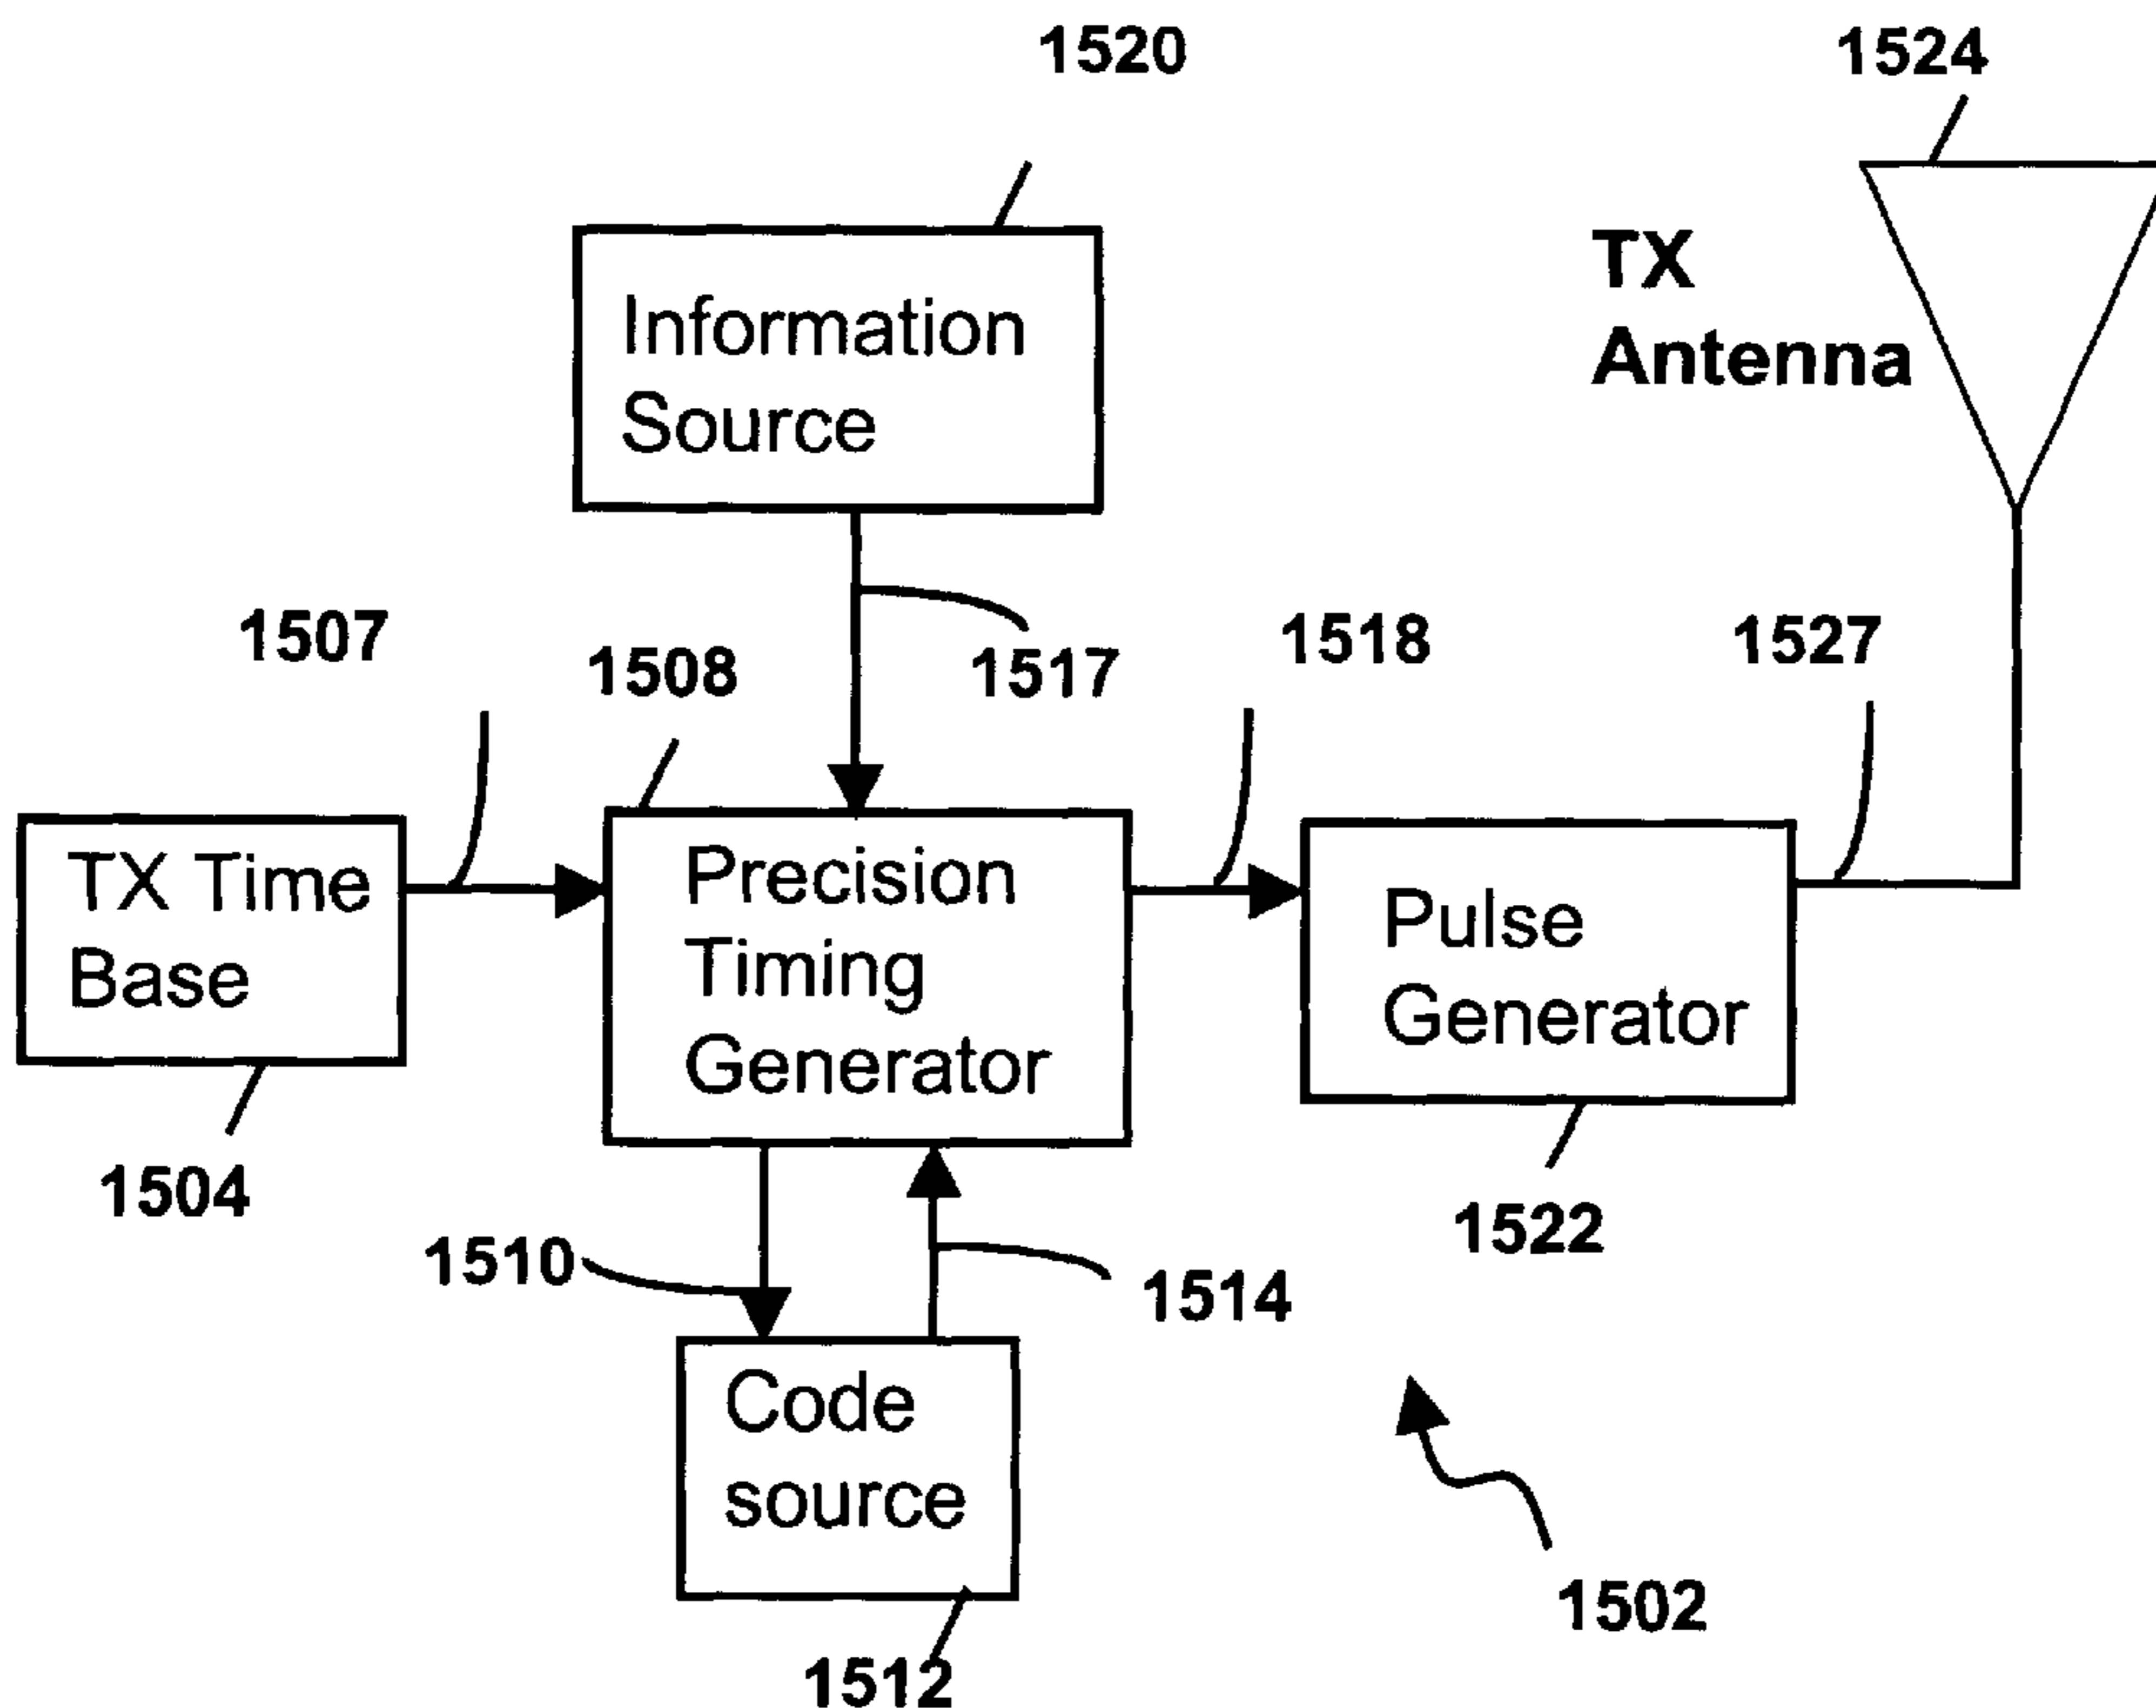 1520
1524
Information
Source
TX
Antenna
1507
1508
1517
1518
1527
TX Time
Base
Precision
Timing
Generator
Pulse
Generator
1504
1510
1514
1522
Code
source
1502
1512